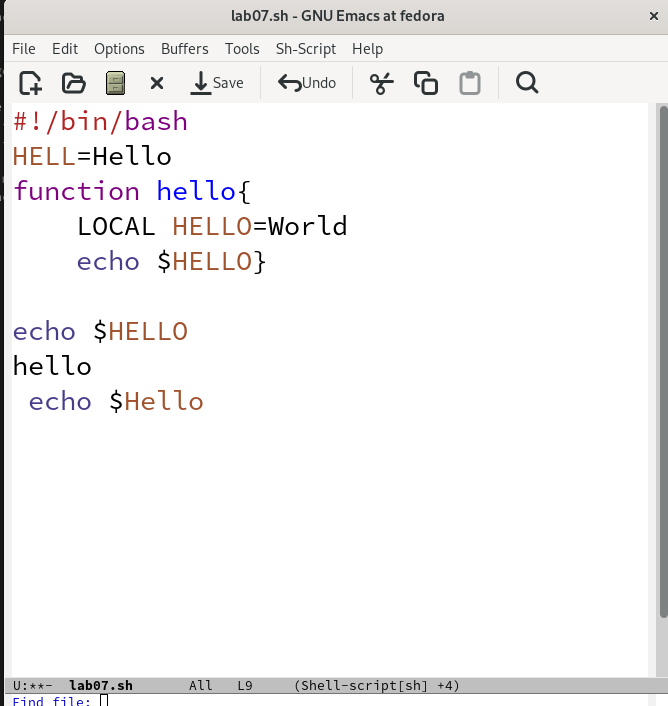 lab07.sh - GNU Emacs at fedora ×
File Edit Options Buffers Tools Sh-Script Help
Save Undo
#!/bin/bash
HELL=Hello
function hello{
    LOCAL HELLO=World
    echo $HELLO}
echo $HELLO
hello
 echo $Hello
U:**- lab07.sh All L9 (Shell-script[sh] +4)
Find file: